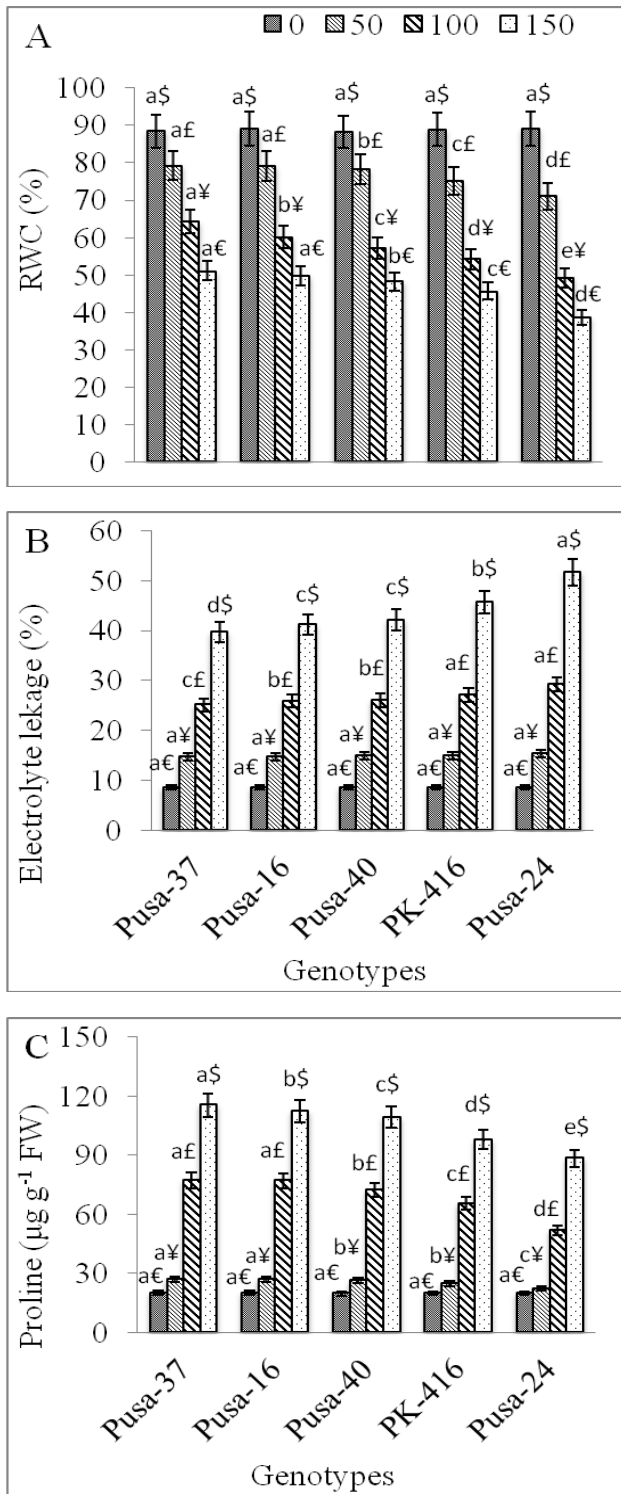 A
0 50 100 150
RWC (%)
100
90
80
70
60
50
40
30
20
10
0
a$ a£ a¥ a€
a$ a£ b¥ a€
a$ b£ c¥ b€
a$ c£ d¥ c€
a$ d£ e¥ d€
B
Electrolyte lekage (%)
60
50
40
30
20
10
0
a€ a¥ c£ d$
a€ a¥ b£ c$
a€ a¥ b£ c$
a€ a¥ a£ b$
a€ a¥ a£ a$
Pusa-37
Pusa-16
Pusa-40
PK-416
Pusa-24
Genotypes
C
Proline (µg g⁻¹ FW)
150
120
90
60
30
0
a€ a¥ a£ a$
a€ a¥ a£ b$
a€ b¥ b£ c$
a€ b¥ c£ d$
a€ c¥ d£ e$
Pusa-37
Pusa-16
Pusa-40
PK-416
Pusa-24
Genotypes